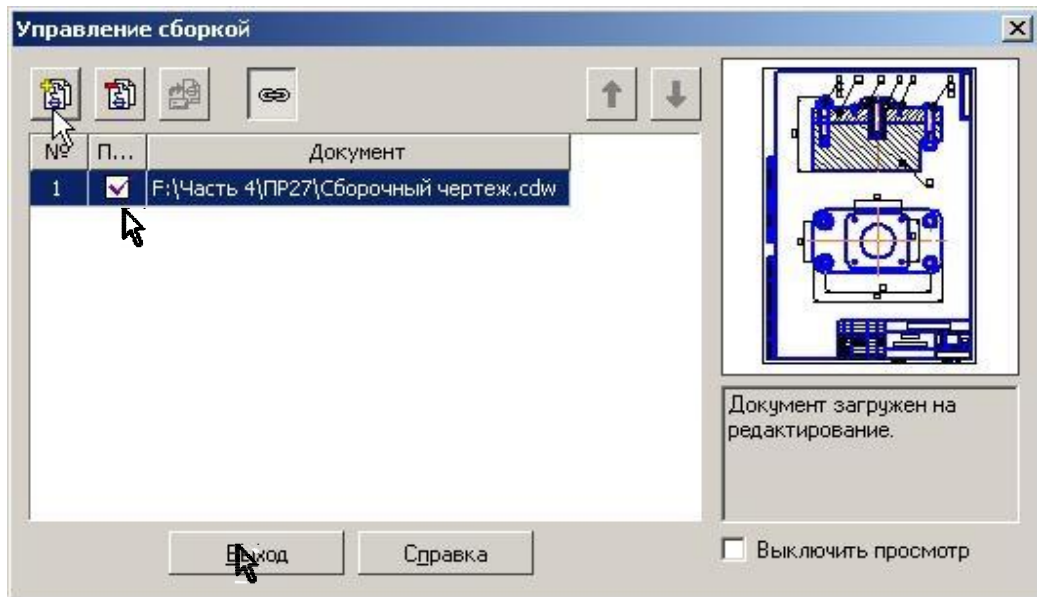 Управление сборкой
№ П... Документ
1 F:\Часть 4\ПР27\Сборочный чертеж.cdw
Документ загружен на
редактирование.
Выход Справка
Выключить просмотр